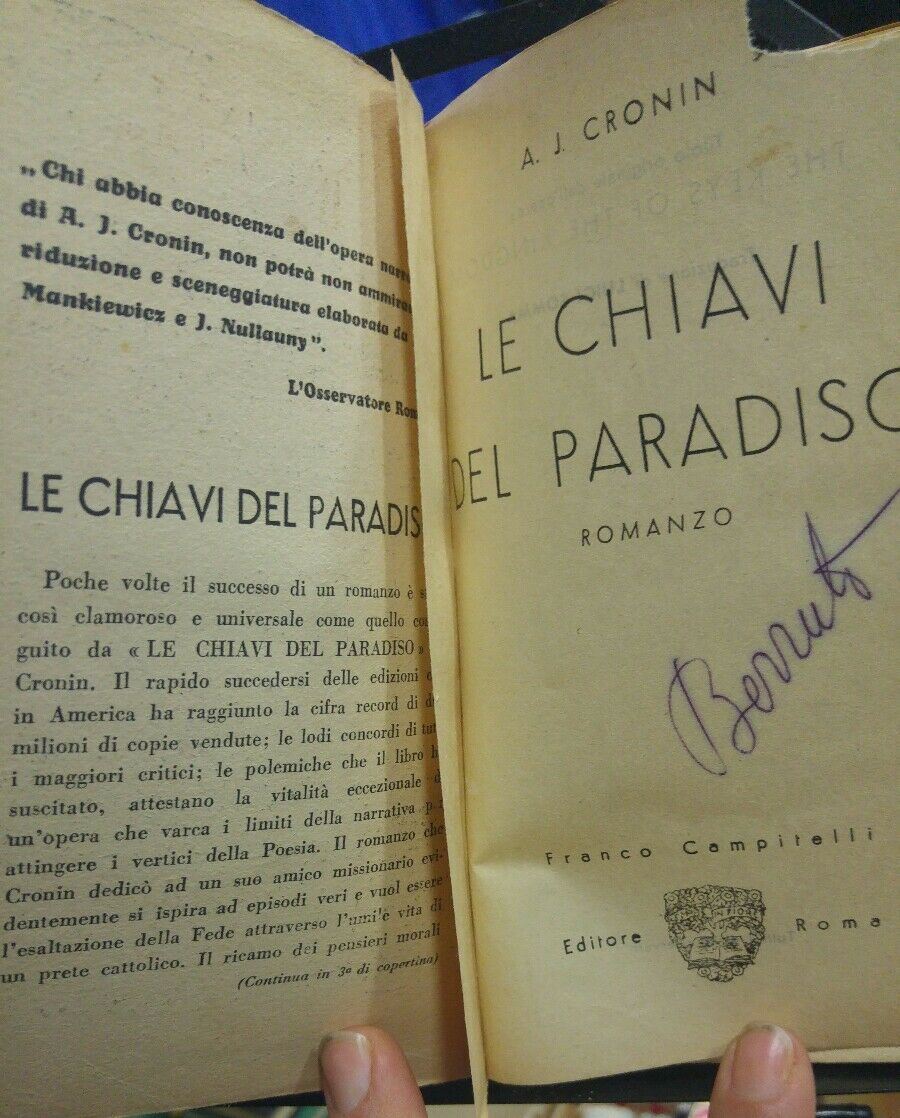 „Chi abbia conoscenza dell'opera
di A. J. Cronin, non potrà non
riduzione e sceneggiatura elaborata da
Mankiewicz e J. Nullauny”.
L'Osservatore
LE CHIAVI DEL PARADIS
Poche volte il successo di un romanzo è
così clamoroso e universale come quello
guito da « LE CHIAVI DEL PARADISO »
Cronin. Il rapido succedersi delle edizioni
in America ha raggiunto la cifra record di
milioni di copie vendute; le lodi concordi di
i maggiori critici; le polemiche che il libro
suscitato, attestano la vitalità eccezionale
un'opera che varca i limiti della narrativa
attingere i vertici della Poesia. Il romanzo che
Cronin dedicò ad un suo amico missionario evi-
dentemente si ispira ad episodi veri e vuol essere
l'esaltazione della Fede attraverso l'umile vita di
un prete cattolico. Il ricamo dei pensieri morali
(Continua in 3ª di copertina)
A. J. CRONIN
LE CHIAVI
DEL PARADISO
ROMANZO
Franco Campitelli
Editore Roma